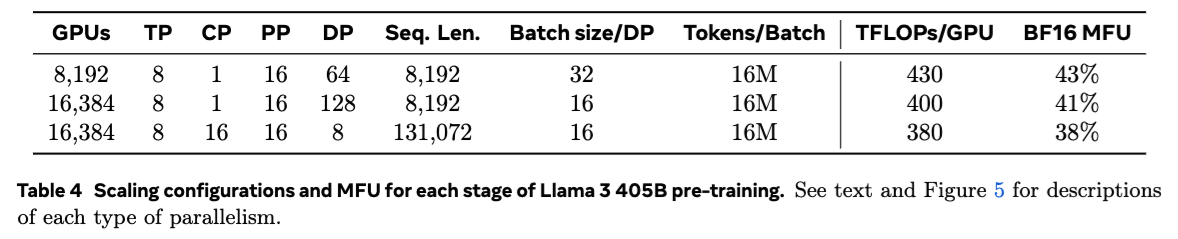 GPUs TP CP PP DP Seq. Len. Batch size/DP Tokens/Batch TFLOPs/GPU BF16 MFU
8,192 8 1 16 64 8,192 32 16M 430 43%
16,384 8 1 16 128 8,192 16 16M 400 41%
16,384 8 16 16 8 131,072 16 16M 380 38%
Table 4 Scaling configurations and MFU for each stage of Llama 3 405B pre-training. See text and Figure 5 for descriptions
of each type of parallelism.